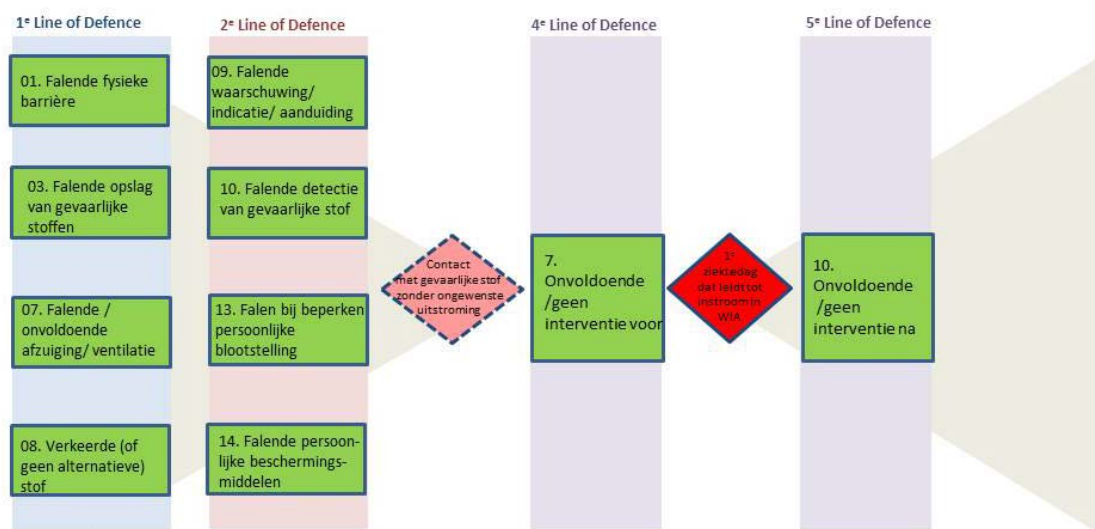 1e Line of Defence
2e Line of Defence
4e Line of Defence
5e Line of Defence
01. Falende fysieke
barrière
03. Falende opslag
van gevaarlijke
stoffen
07. Falende /
onvoldoende
afzuiging/ ventilatie
08. Verkeerde (of
geen alternatieve)
stof
09. Falende
waarschuwing/
indicatie/ aanduiding
10. Falende detectie
van gevaarlijke stof
13. Falen bij beperken
persoonlijke
blootstelling
14. Falende persoon-
lijke beschermings-
middelen
Contact
met gevaarlijke stof
zonder ongewenste
uitstroming
7.
Onvoldoende
/geen
interventie voor
1e
ziektedag
dat leidt tot
instroom in
WIA
10.
Onvoldoende
/geen
interventie na